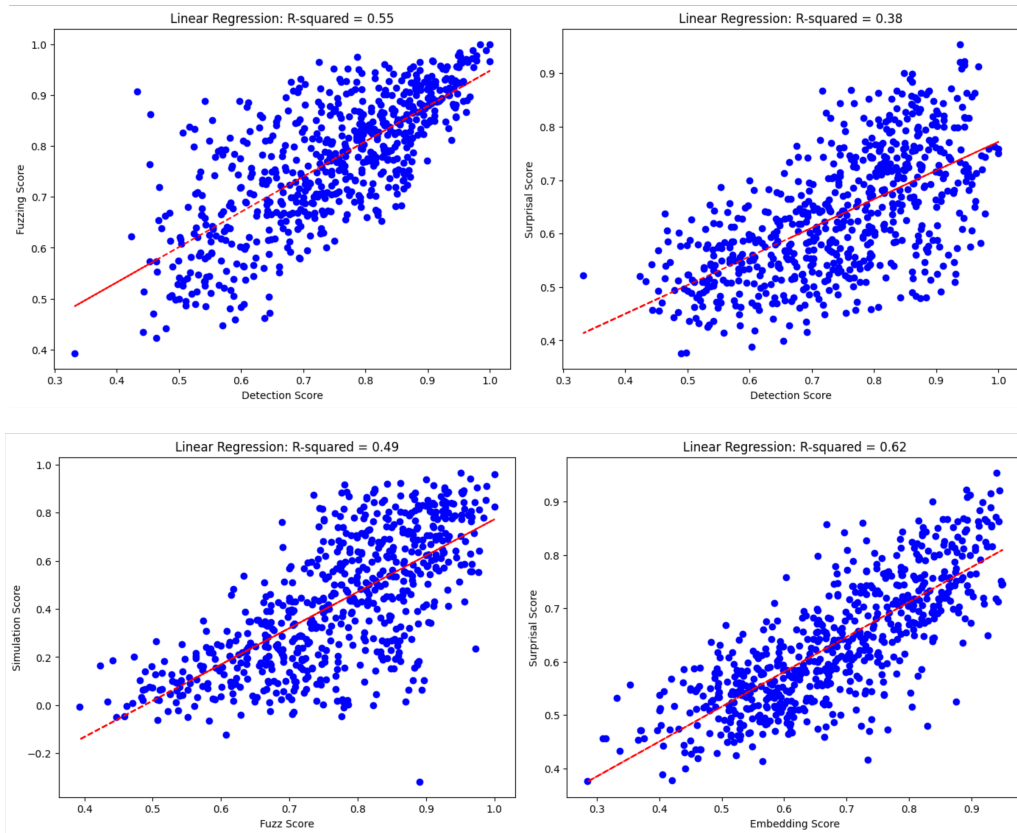 Linear Regression: R-squared = 0.55
1.0
0.9
0.8
0.7
0.6
0.5
0.4
Fuzzing Score
0.3 0.4 0.5 0.6 0.7 0.8 0.9 1.0
Detection Score
Linear Regression: R-squared = 0.38
0.9
0.8
0.7
0.6
0.5
0.4
Surprisal Score
0.3 0.4 0.5 0.6 0.7 0.8 0.9 1.0
Detection Score
Linear Regression: R-squared = 0.49
1.0
0.8
0.6
0.4
0.2
0.0
−0.2
Simulation Score
0.4 0.5 0.6 0.7 0.8 0.9 1.0
Fuzz Score
Linear Regression: R-squared = 0.62
0.9
0.8
0.7
0.6
0.5
0.4
Surprisal Score
0.3 0.4 0.5 0.6 0.7 0.8 0.9
Embedding Score